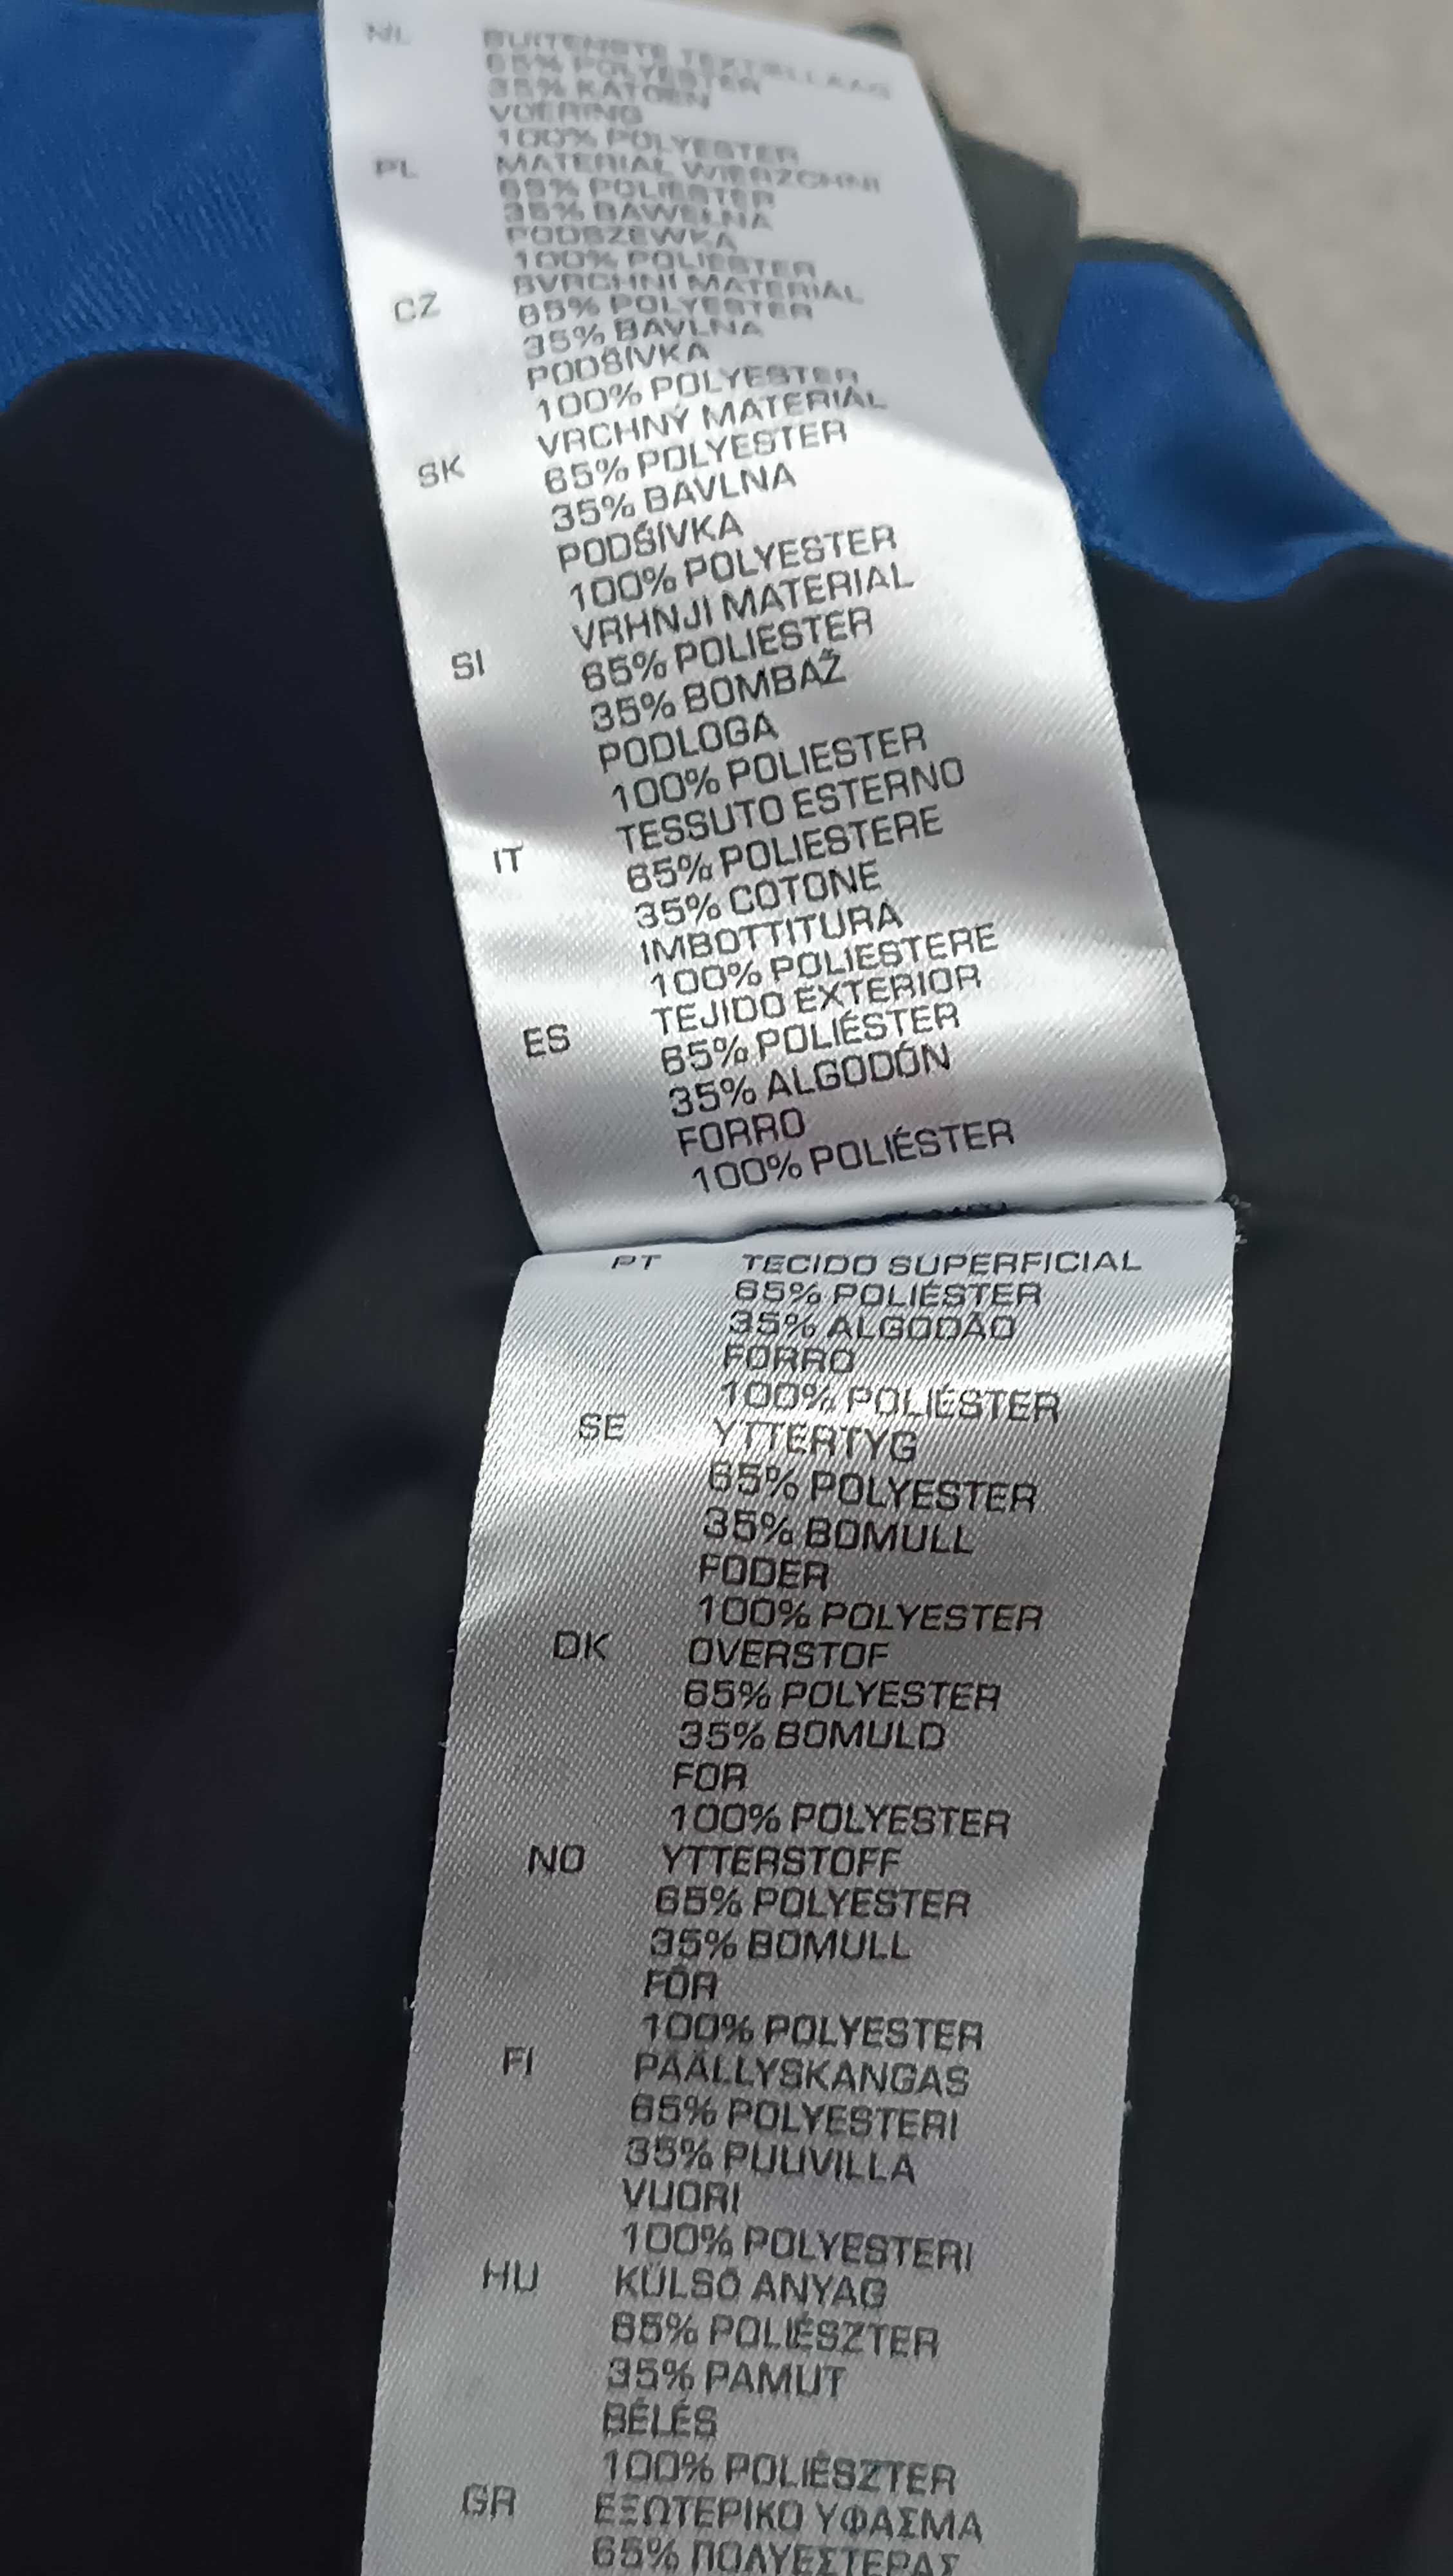 NL BUITENSTE TEXTIELLAAG
65% POLYESTER
35% KATOEN
VOERING
100% POLYESTER
PL MATERIAŁ WIERZCHNI
65% POLIESTER
35% BAWEŁNA
PODSZEWKA
100% POLIESTER
CZ SVRCHNÍ MATERIÁL
65% POLYESTER
35% BAVLNA
PODŠÍVKA
100% POLYESTER
SK VRCHNÝ MATERIÁL
65% POLYESTER
35% BAVLNA
PODŠÍVKA
100% POLYESTER
SI VRHNJI MATERIAL
65% POLIESTER
35% BOMBAŽ
PODLOGA
100% POLIESTER
IT TESSUTO ESTERNO
65% POLIESTERE
35% COTONE
IMBOTTITURA
100% POLIESTERE
ES TEJIDO EXTERIOR
65% POLIÉSTER
35% ALGODÓN
FORRO
100% POLIÉSTER
PT TECIDO SUPERFICIAL
65% POLIÉSTER
35% ALGODÃO
FORRO
100% POLIÉSTER
SE YTTERTYG
65% POLYESTER
35% BOMULL
FODER
100% POLYESTER
DK OVERSTOF
65% POLYESTER
35% BOMULD
FOR
100% POLYESTER
NO YTTERSTOFF
65% POLYESTER
35% BOMULL
FÔR
100% POLYESTER
FI PÄÄLLYSKANGAS
65% POLYESTERI
35% PUUVILLA
VUORI
100% POLYESTERI
HU KÜLSŐ ANYAG
65% POLIÉSZTER
35% PAMUT
BÉLÉS
100% POLIÉSZTER
GR ΕΞΩΤΕΡΙΚΟ ΥΦΑΣΜΑ
65% ΠΟΛΥΕΣΤΕΡΑΣ